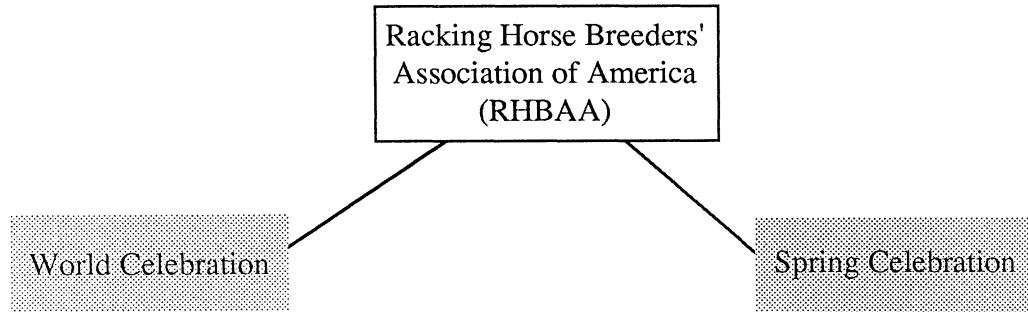 Racking Horse Breeders'
Association of America
(RHBAA)
World Celebration
Spring Celebration